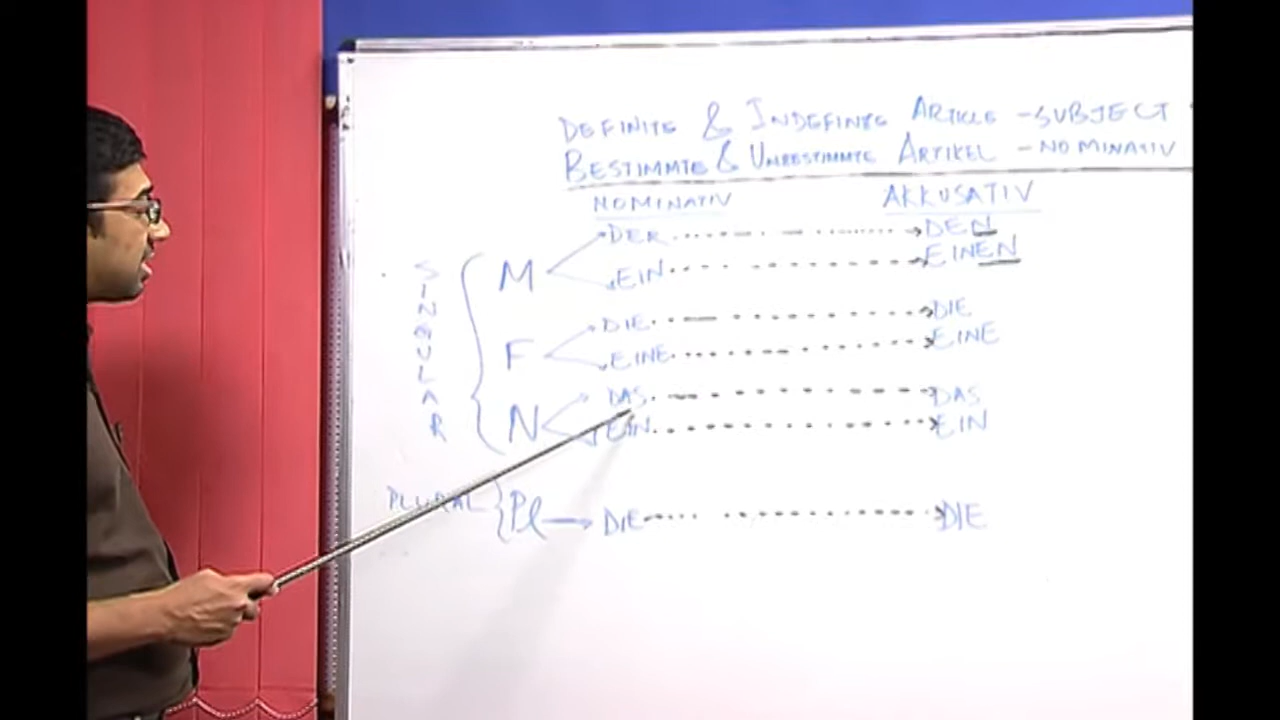 DEFINITE & INDEFINITE ARTICLE - SUBJECT
BESTIMMTE & UNBESTIMMTE ARTIKEL - NOMINATIV
NOMINATIV AKKUSATIV
SINGULAR
M DER DEN
EIN EINEN
F DIE DIE
EINE EINE
N DAS DAS
EIN EIN
PLURAL Pl DIE DIE